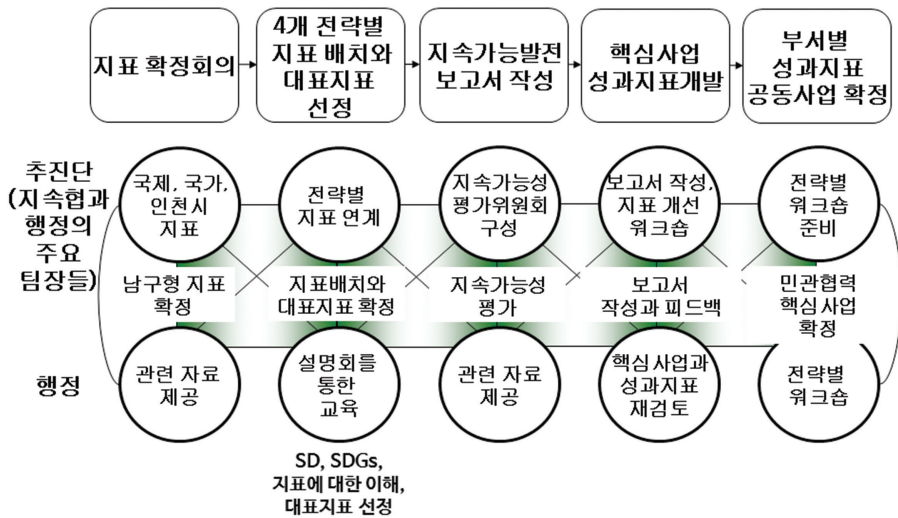 지표 확정회의
4개 전략별
지표 배치와
대표지표
선정
지속가능발전
보고서 작성
핵심사업
성과지표개발
부서별
성과지표
공동사업 확정
추진단
(지속협과
행정의
주요
팀장들)
국제, 국가,
인천시
지표
전략별
지표 연계
지속가능성
평가위원회
구성
보고서 작성,
지표 개선
워크숍
전략별
워크숍
준비
남구형 지표
확정
지표배치와
대표지표 확정
지속가능성
평가
보고서
작성과 피드백
민관협력
핵심사업
확정
행정
관련 자료
제공
설명회를
통한
교육
관련 자료
제공
핵심사업과
성과지표
재검토
전략별
워크숍
SD, SDGs,
지표에 대한 이해,
대표지표 선정